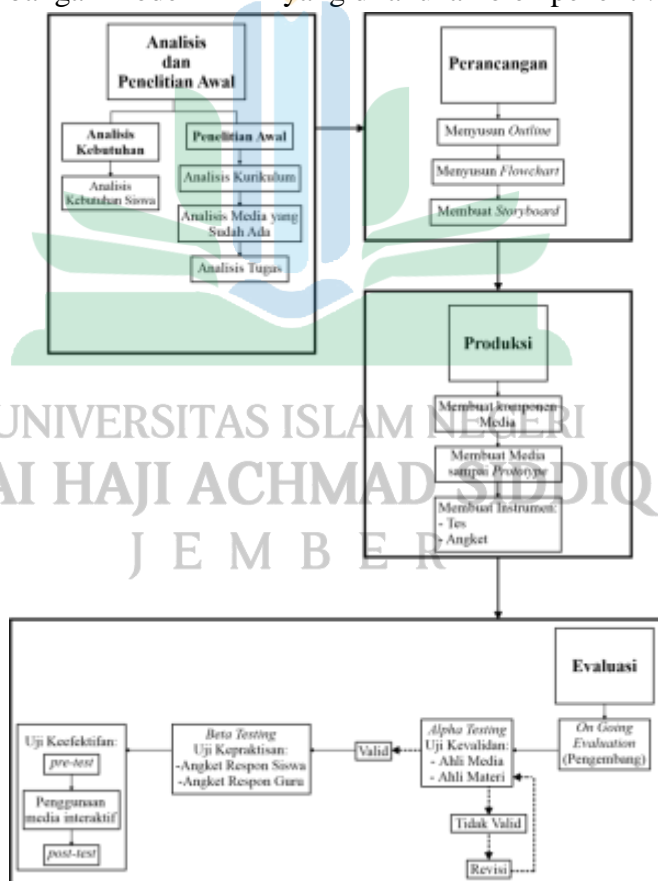 Analisis
dan
Penelitian Awal
Analisis
Kebutuhan
Analisis
Kebutuhan Siswa
Penelitian Awal
Analisis Kurikulum
Analisis Media yang
Sudah Ada
Analisis Tugas
Perancangan
Menyusun Outline
Menyusun Flowchart
Membuat Storyboard
Produksi
Membuat komponen
Media
Membuat Media
sampai Prototype
Membuat Instrumen:
- Tes
- Angket
UNIVERSITAS ISLAM NEGERI
AI HAJI ACHMAD SIDDIQ
JEMBER
Evaluasi
On Going
Evaluation
(Pengembang)
Alpha Testing
Uji Kevalidan:
- Ahli Media
- Ahli Materi
Valid
Tidak Valid
Revisi
Beta Testing
Uji Kepraktisan:
-Angket Respon Siswa
-Angket Respon Guru
Uji Keefektifan:
pre-test
Penggunaan
media interaktif
post-test